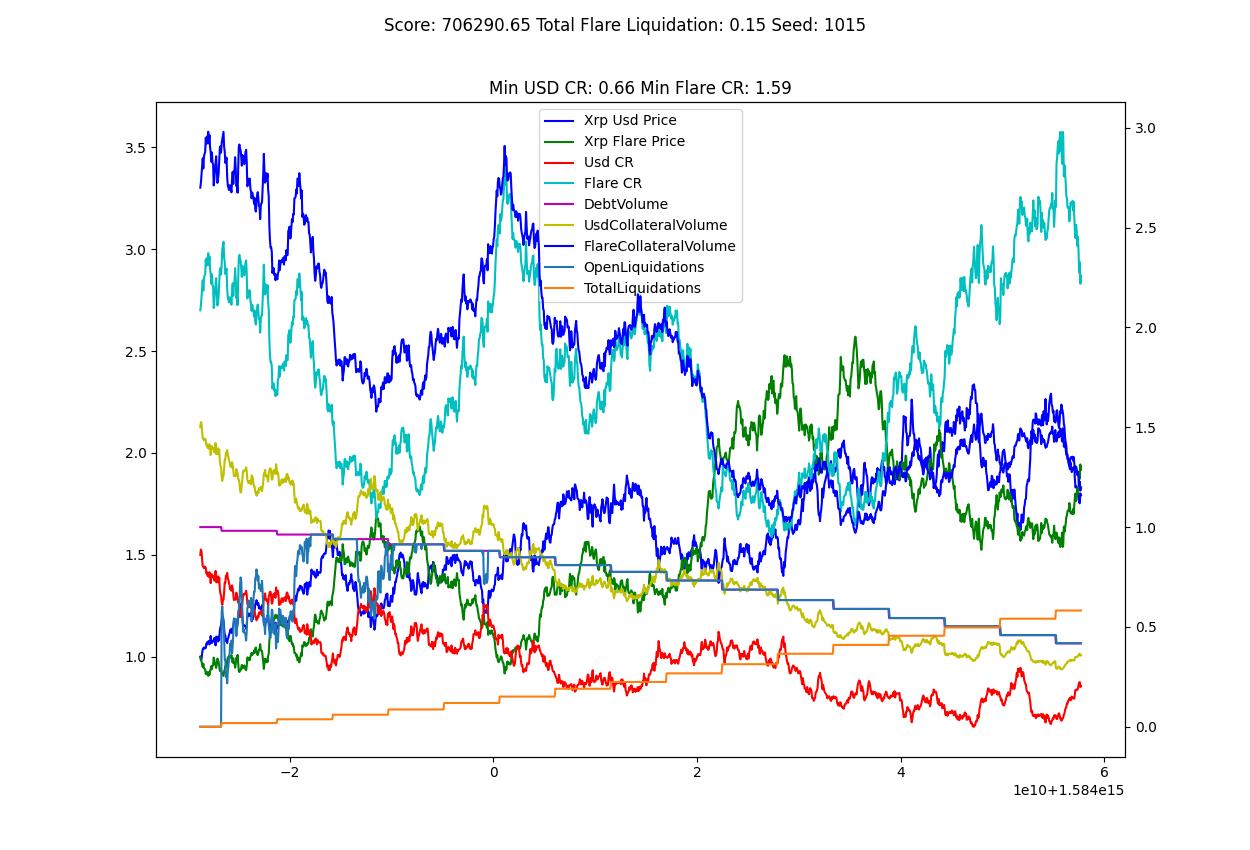 Score: 706290.65 Total Flare Liquidation: 0.15 Seed: 1015
Min USD CR: 0.66 Min Flare CR: 1.59
Xrp Usd Price
Xrp Flare Price
Usd CR
Flare CR
DebtVolume
UsdCollateralVolume
FlareCollateralVolume
OpenLiquidations
TotalLiquidations
3.5
3.0
2.5
2.0
1.5
1.0
3.0
2.5
2.0
1.5
1.0
0.5
0.0
−2 0 2 4 6
1e10+1.584e15